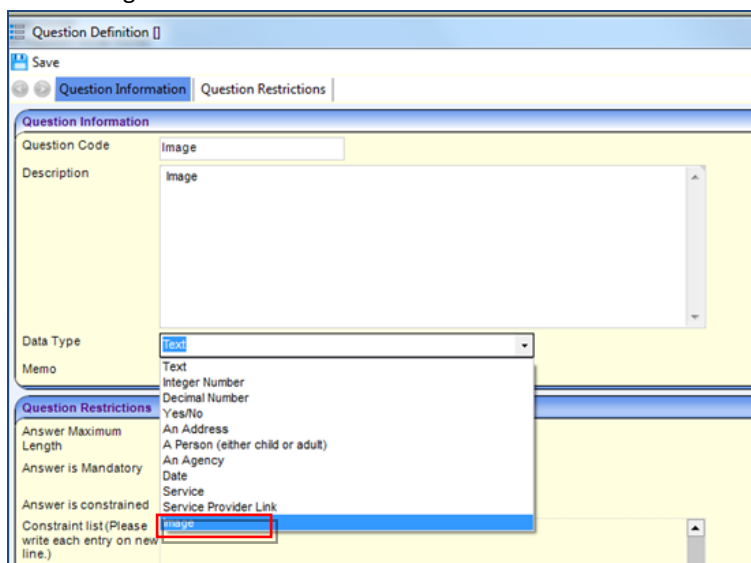 Question Definition []
Save
Question Information Question Restrictions
Question Information
Question Code Image
Description Image
Data Type Text
Memo
Text
Integer Number
Decimal Number
Yes/No
An Address
A Person (either child or adult)
An Agency
Date
Service
Service Provider Link
Image
Question Restrictions
Answer Maximum
Length
Answer is Mandatory
Answer is constrained
Constraint list (Please
write each entry on new
line.)